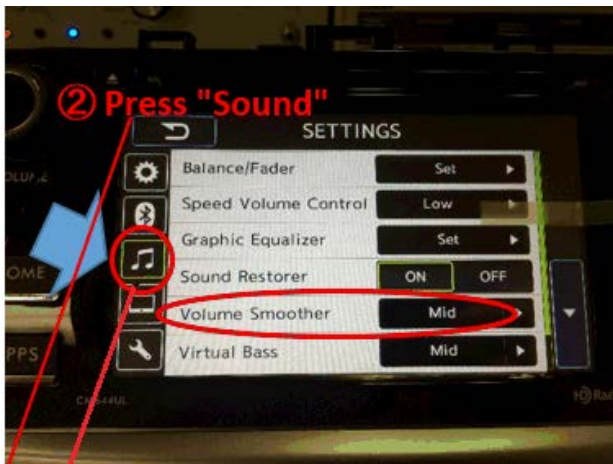 ② Press "Sound"
SETTINGS
Balance/Fader Set
Speed Volume Control Low
Graphic Equalizer Set
Sound Restorer ON OFF
Volume Smoother Mid
Virtual Bass Mid
OME
PPS